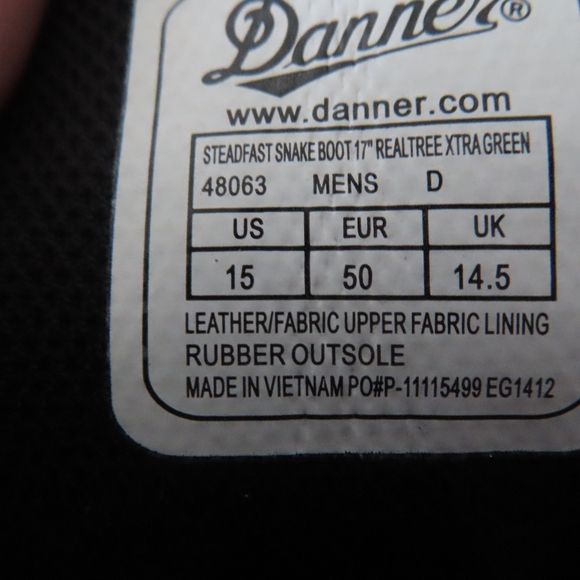 Danner®
www.danner.com
STEADFAST SNAKE BOOT 17" REALTREE XTRA GREEN
48063 MENS D
US EUR UK
15 50 14.5
LEATHER/FABRIC UPPER FABRIC LINING
RUBBER OUTSOLE
MADE IN VIETNAM PO#P-11115499 EG1412